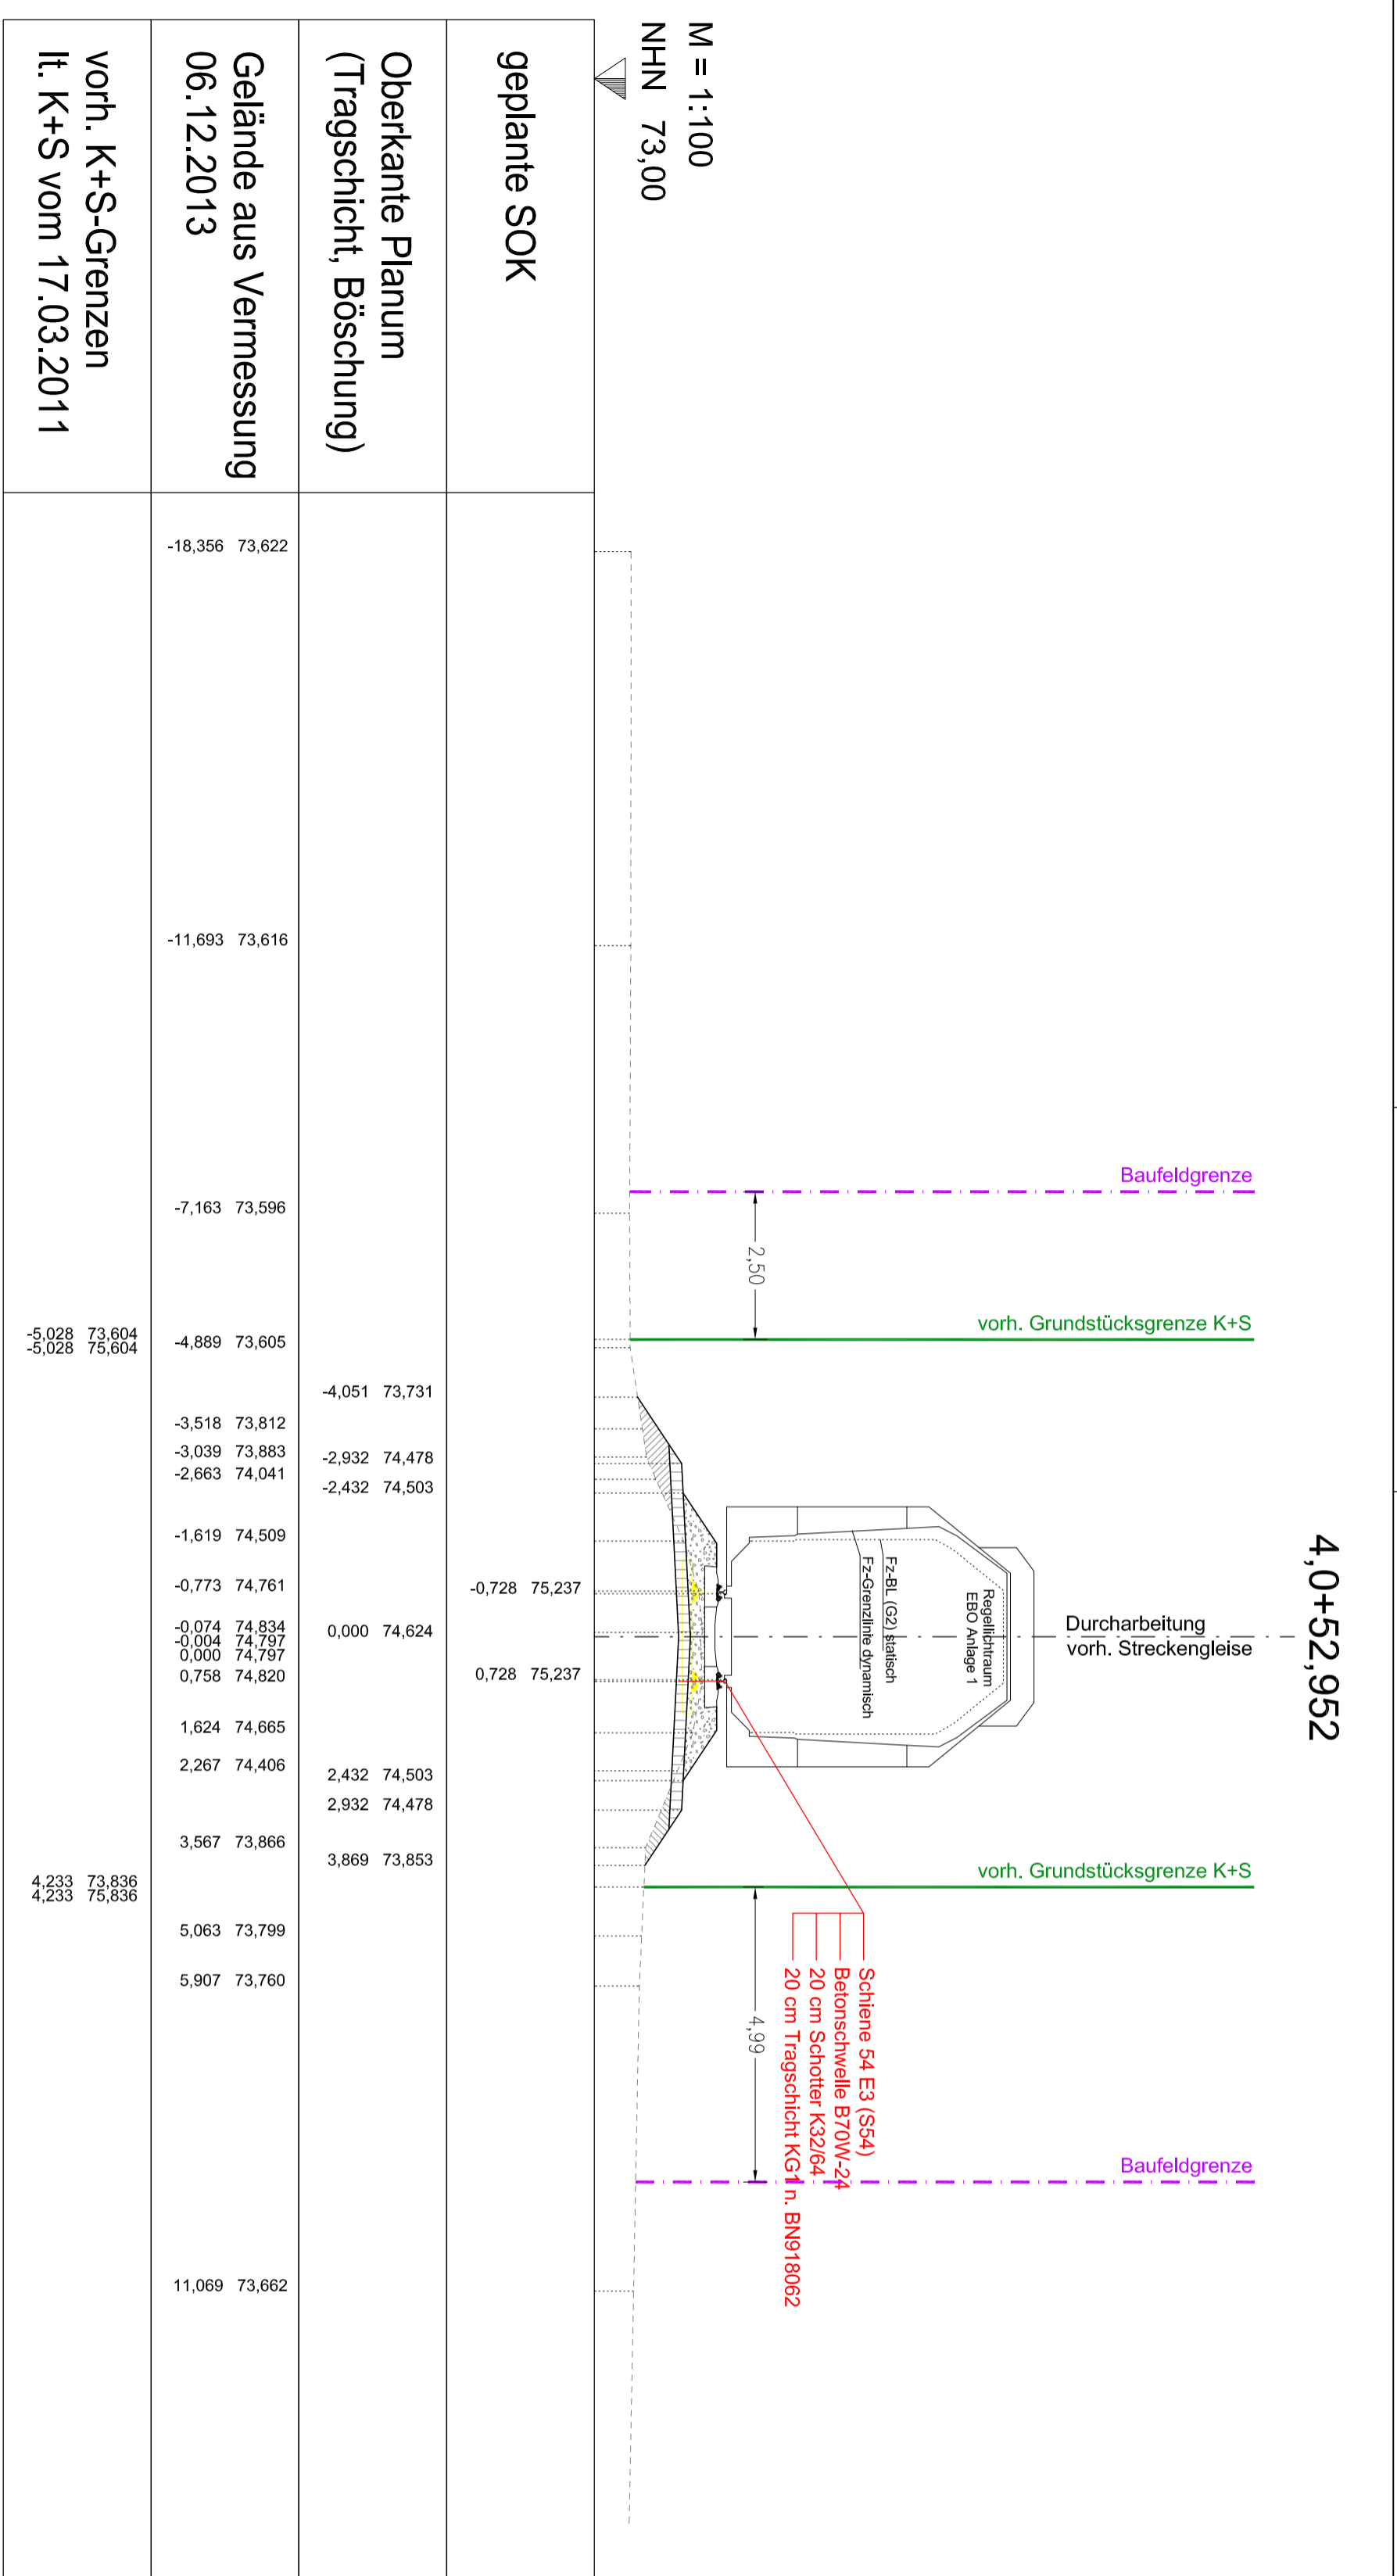 4,0+52,952
Durcharbeitung
vorh. Streckengleise
Baufeldgrenze
vorh. Grundstücksgrenze K+S
vorh. Grundstücksgrenze K+S
Baufeldgrenze
Regellichtraum
EBO Anlage 1
Fz-BL (G2) statisch
Fz-Grenzlinie dynamisch
2,50
4,99
Schiene 54 E3 (S54)
Betonschwelle B70W-24
20 cm Schotter K32/64
20 cm Tragschicht KG1 n. BN918062
M = 1:100
NHN 73,00
geplante SOK
-0,728 75,237
0,728 75,237
Oberkante Planum
(Tragschicht, Böschung)
-4,051 73,731
-2,932 74,478
-2,432 74,503
0,000 74,624
2,432 74,503
2,932 74,478
3,869 73,853
Gelände aus Vermessung
06.12.2013
-18,356 73,622
-11,693 73,616
-7,163 73,596
-4,889 73,605
-3,518 73,812
-3,039 73,883
-2,663 74,041
-1,619 74,509
-0,773 74,761
-0,074 74,834
-0,004 74,797
0,000 74,797
0,758 74,820
1,624 74,665
2,267 74,406
3,567 73,866
5,063 73,799
5,907 73,760
11,069 73,662
vorh. K+S-Grenzen
lt. K+S vom 17.03.2011
-5,028 73,604
-5,028 75,604
4,233 73,836
4,233 75,836